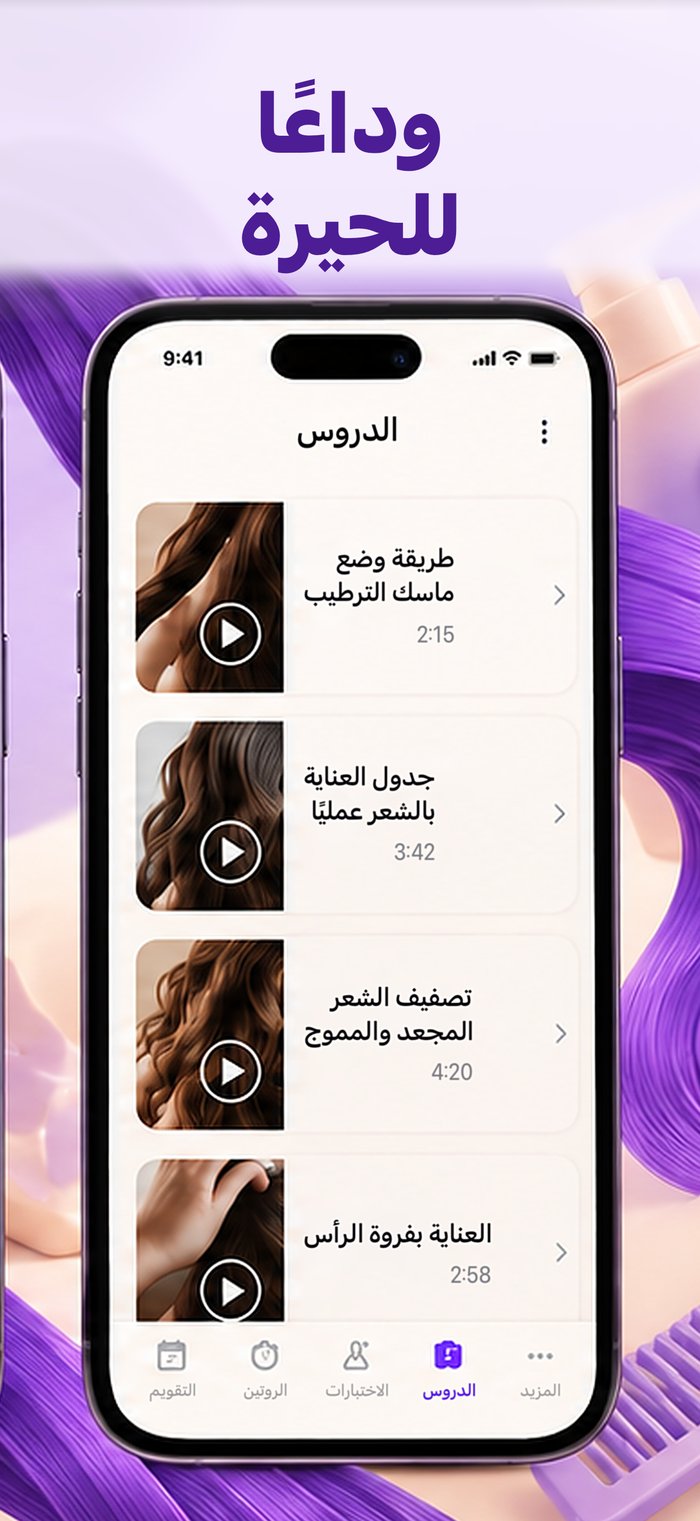 وداعًا
للحيرة
9:41
الدروس
طريقة وضع
ماسك الترطيب
2:15
جدول العناية
بالشعر عمليًا
3:42
تصفيف الشعر
المجعد والمموج
4:20
العناية بفروة الرأس
2:58
المزيد
الدروس
الاختبارات
الروتين
التقويم